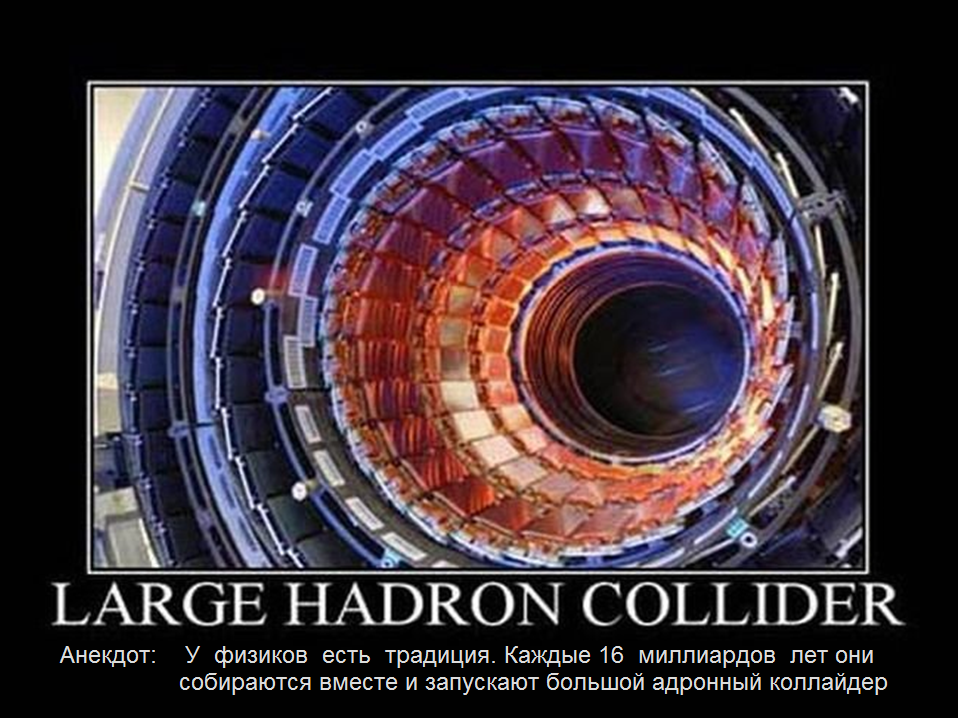 LARGE HADRON COLLIDER
Анекдот: У физиков есть традиция. Каждые 16 миллиардов лет они
собираются вместе и запускают большой адронный коллайдер